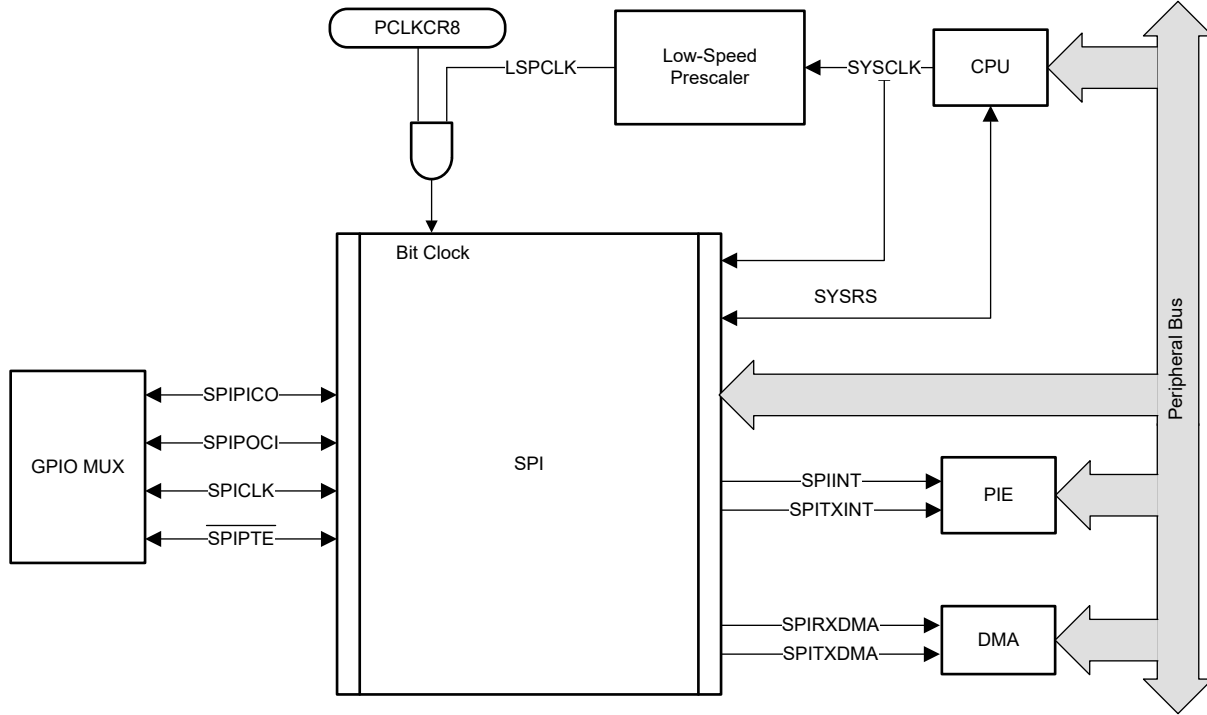 PCLKCR8
LSPCLK
Low-Speed
Prescaler
SYSCLK
CPU
Bit Clock
SYSRS
Peripheral Bus
GPIO MUX
SPIPICO
SPIPOCI
SPICLK
SPIPTE
SPI
SPIINT
SPITXINT
PIE
SPIRXDMA
SPITXDMA
DMA